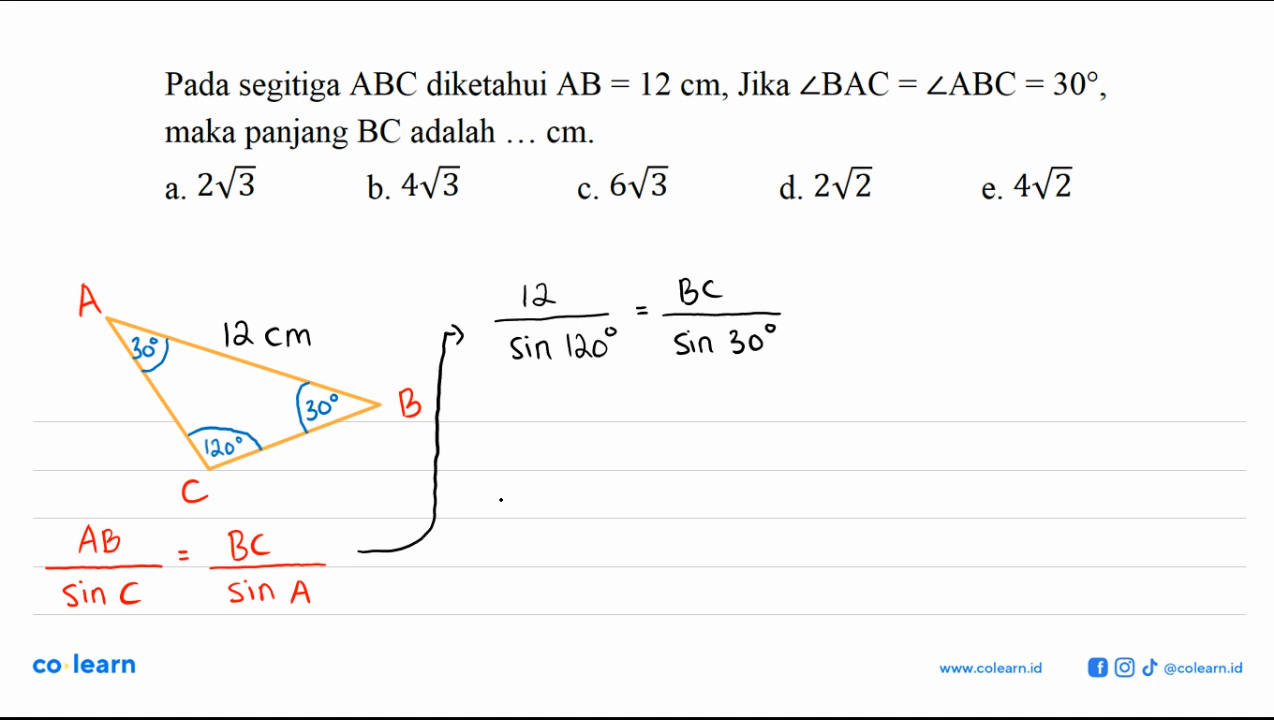 Pada segitiga ABC diketahui AB = 12 cm, Jika ∠BAC = ∠ABC = 30°,
maka panjang BC adalah … cm.
a. 2√3 b. 4√3 c. 6√3 d. 2√2 e. 4√2
A
12 cm
30°
B
30°
120°
C
AB / sin C = BC / sin A
12 / sin 120° = BC / sin 30°
co·learn
www.colearn.id
@colearn.id